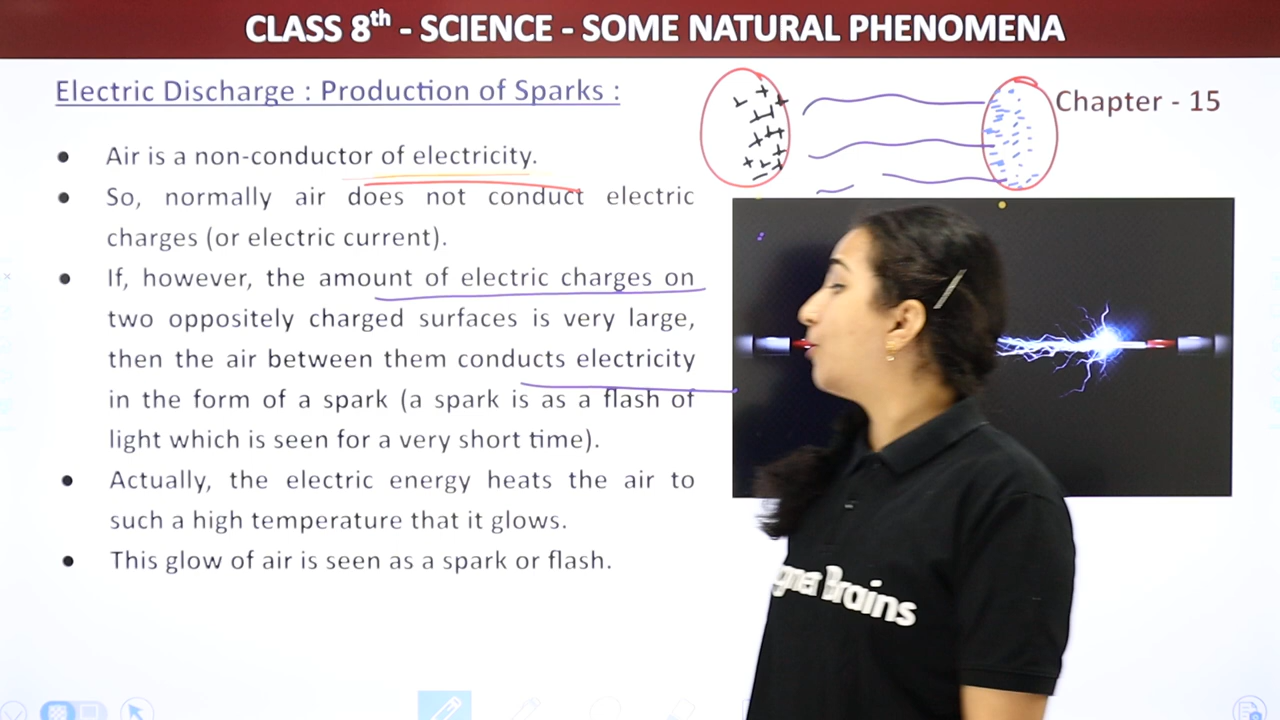 CLASS 8th - SCIENCE - SOME NATURAL PHENOMENA
Electric Discharge : Production of Sparks :
Chapter - 15
● Air is a non-conductor of electricity.
● So, normally air does not conduct electric
charges (or electric current).
● If, however, the amount of electric charges on
two oppositely charged surfaces is very large,
then the air between them conducts electricity
in the form of a spark (a spark is as a flash of
light which is seen for a very short time).
● Actually, the electric energy heats the air to
such a high temperature that it glows.
● This glow of air is seen as a spark or flash.
Brains